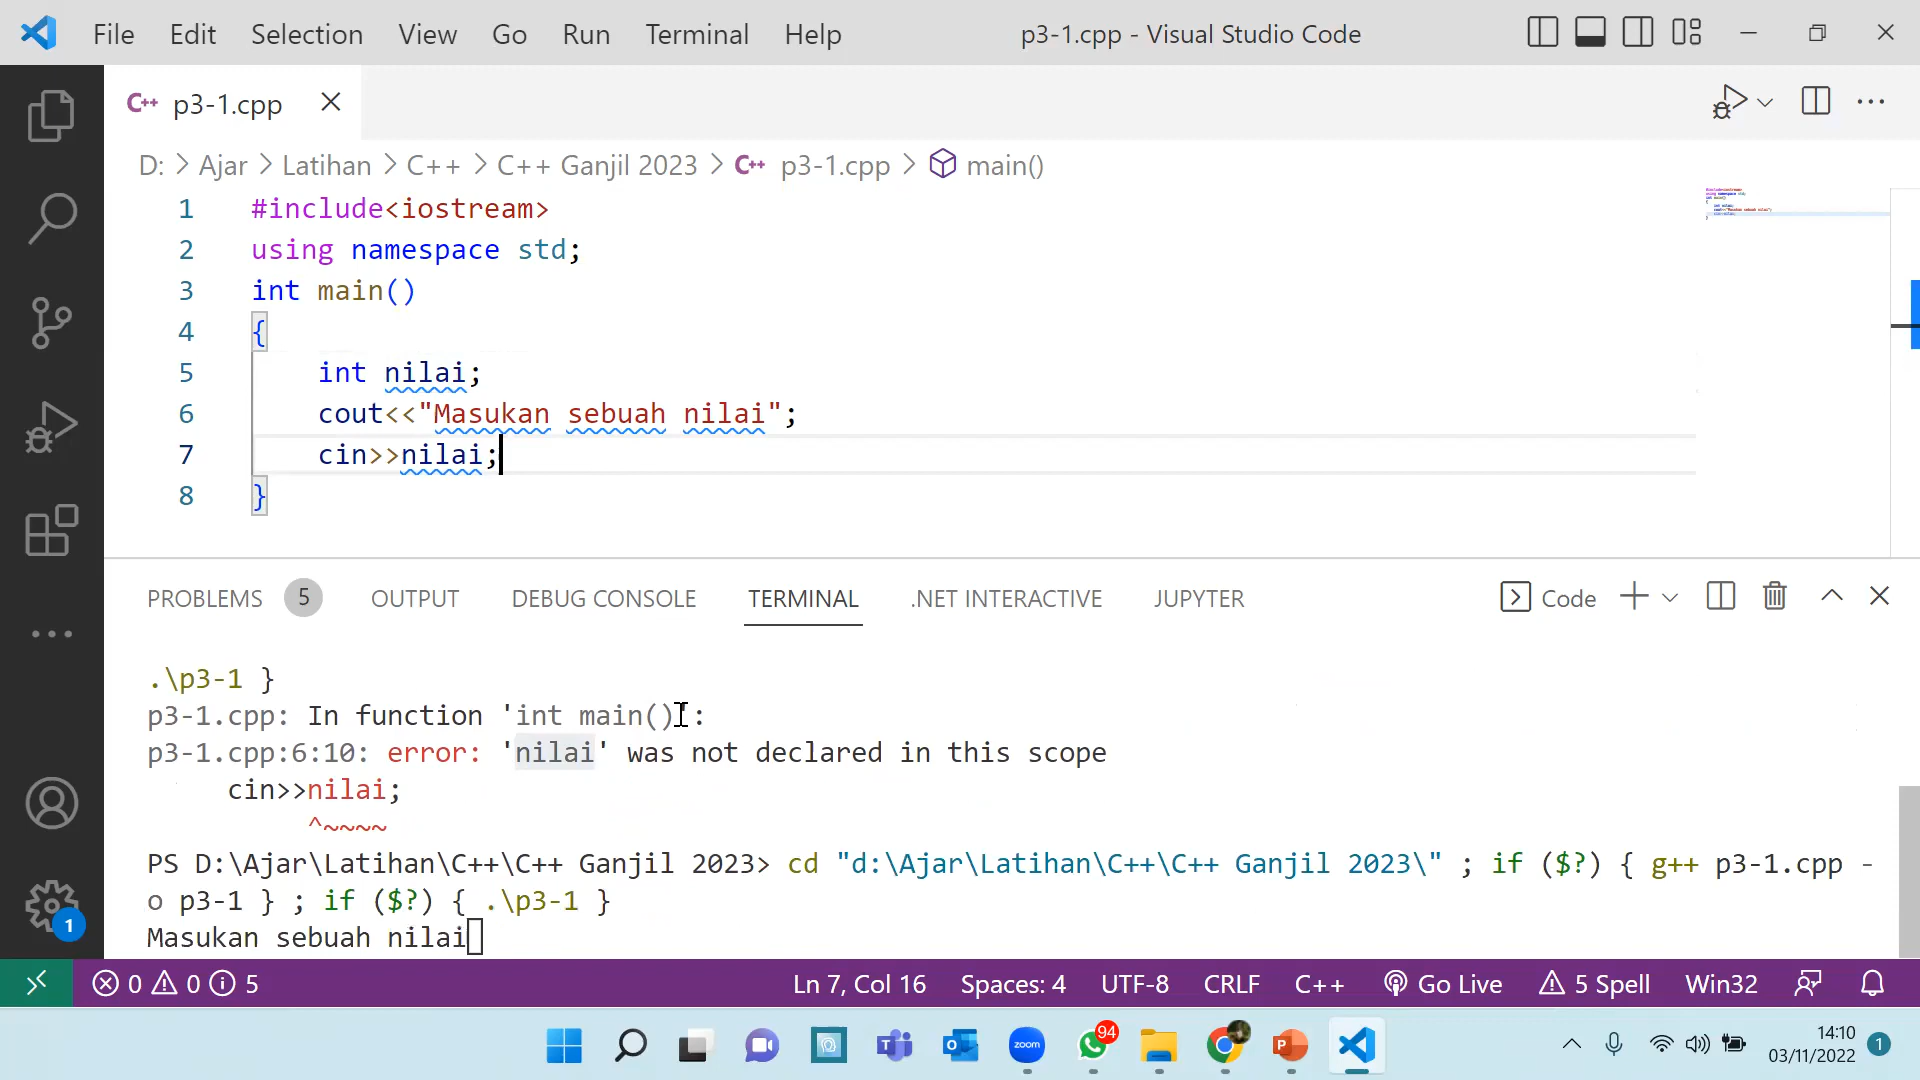 File Edit Selection View Go Run Terminal Help p3-1.cpp - Visual Studio Code
C++ p3-1.cpp
D: > Ajar > Latihan > C++ > C++ Ganjil 2023 > C++ p3-1.cpp > main()
1 #include<iostream>
2 using namespace std;
3 int main()
4 {
5 int nilai;
6 cout<<"Masukan sebuah nilai";
7 cin>>nilai;
8 }
PROBLEMS 5 OUTPUT DEBUG CONSOLE TERMINAL .NET INTERACTIVE JUPYTER Code
.\p3-1 }
p3-1.cpp: In function 'int main()':
p3-1.cpp:6:10: error: 'nilai' was not declared in this scope
cin>>nilai;
^~~~~
PS D:\Ajar\Latihan\C++\C++ Ganjil 2023> cd "d:\Ajar\Latihan\C++\C++ Ganjil 2023\" ; if ($?) { g++ p3-1.cpp -
o p3-1 } ; if ($?) { .\p3-1 }
Masukan sebuah nilai
1
0 0 5 Ln 7, Col 16 Spaces: 4 UTF-8 CRLF C++ Go Live 5 Spell Win32
zoom 94 14:10 1
03/11/2022